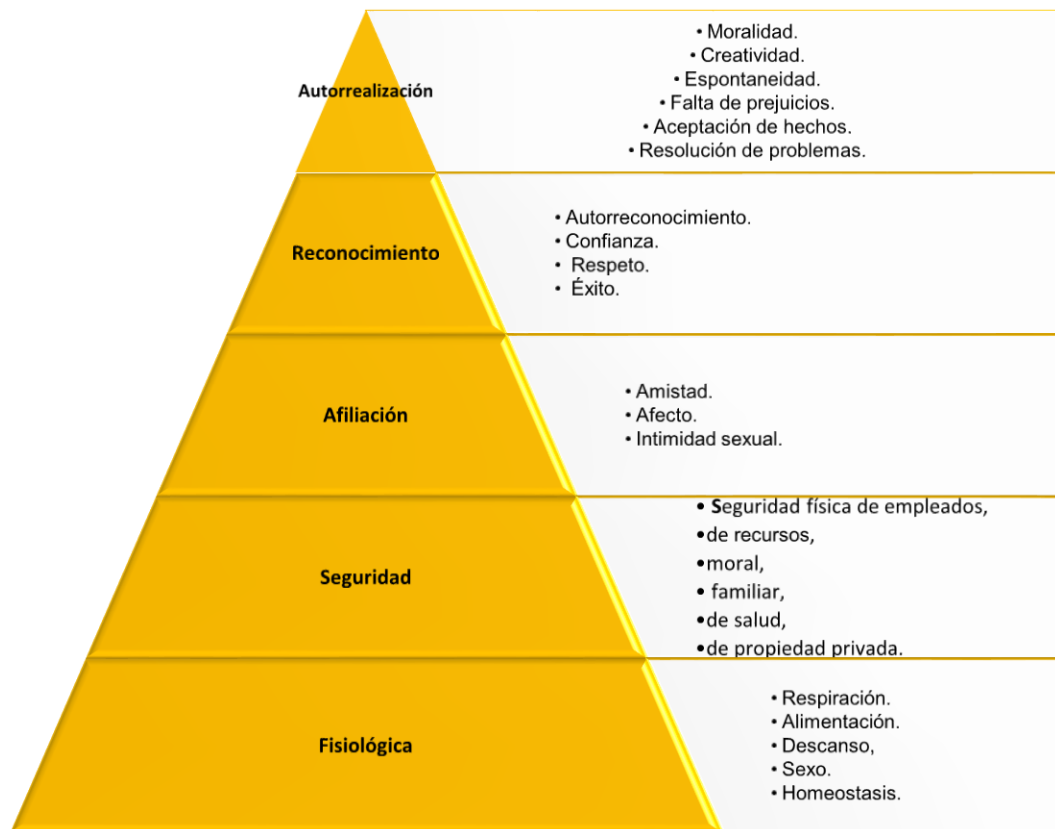 Autorrealización
• Moralidad.
• Creatividad.
• Espontaneidad.
• Falta de prejuicios.
• Aceptación de hechos.
• Resolución de problemas.
Reconocimiento
• Autorreconocimiento.
• Confianza.
• Respeto.
• Éxito.
Afiliación
• Amistad.
• Afecto.
• Intimidad sexual.
Seguridad
• Seguridad física de empleados,
•de recursos,
•moral,
• familiar,
•de salud,
•de propiedad privada.
Fisiológica
• Respiración.
• Alimentación.
• Descanso,
• Sexo.
• Homeostasis.